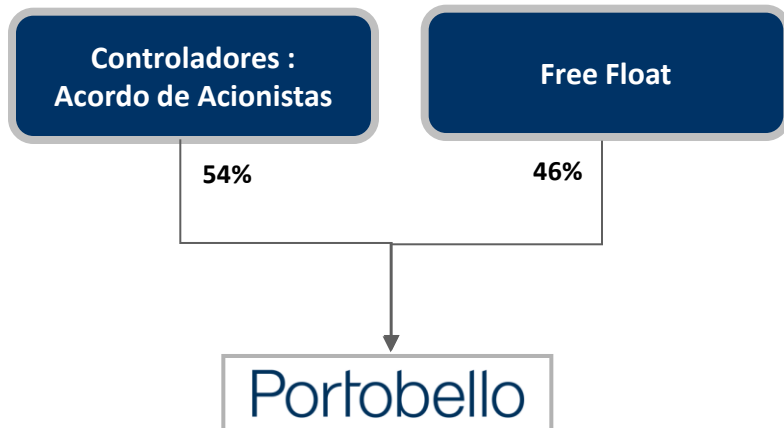 Controladores :
Acordo de Acionistas
Free Float
54%
46%
Portobello